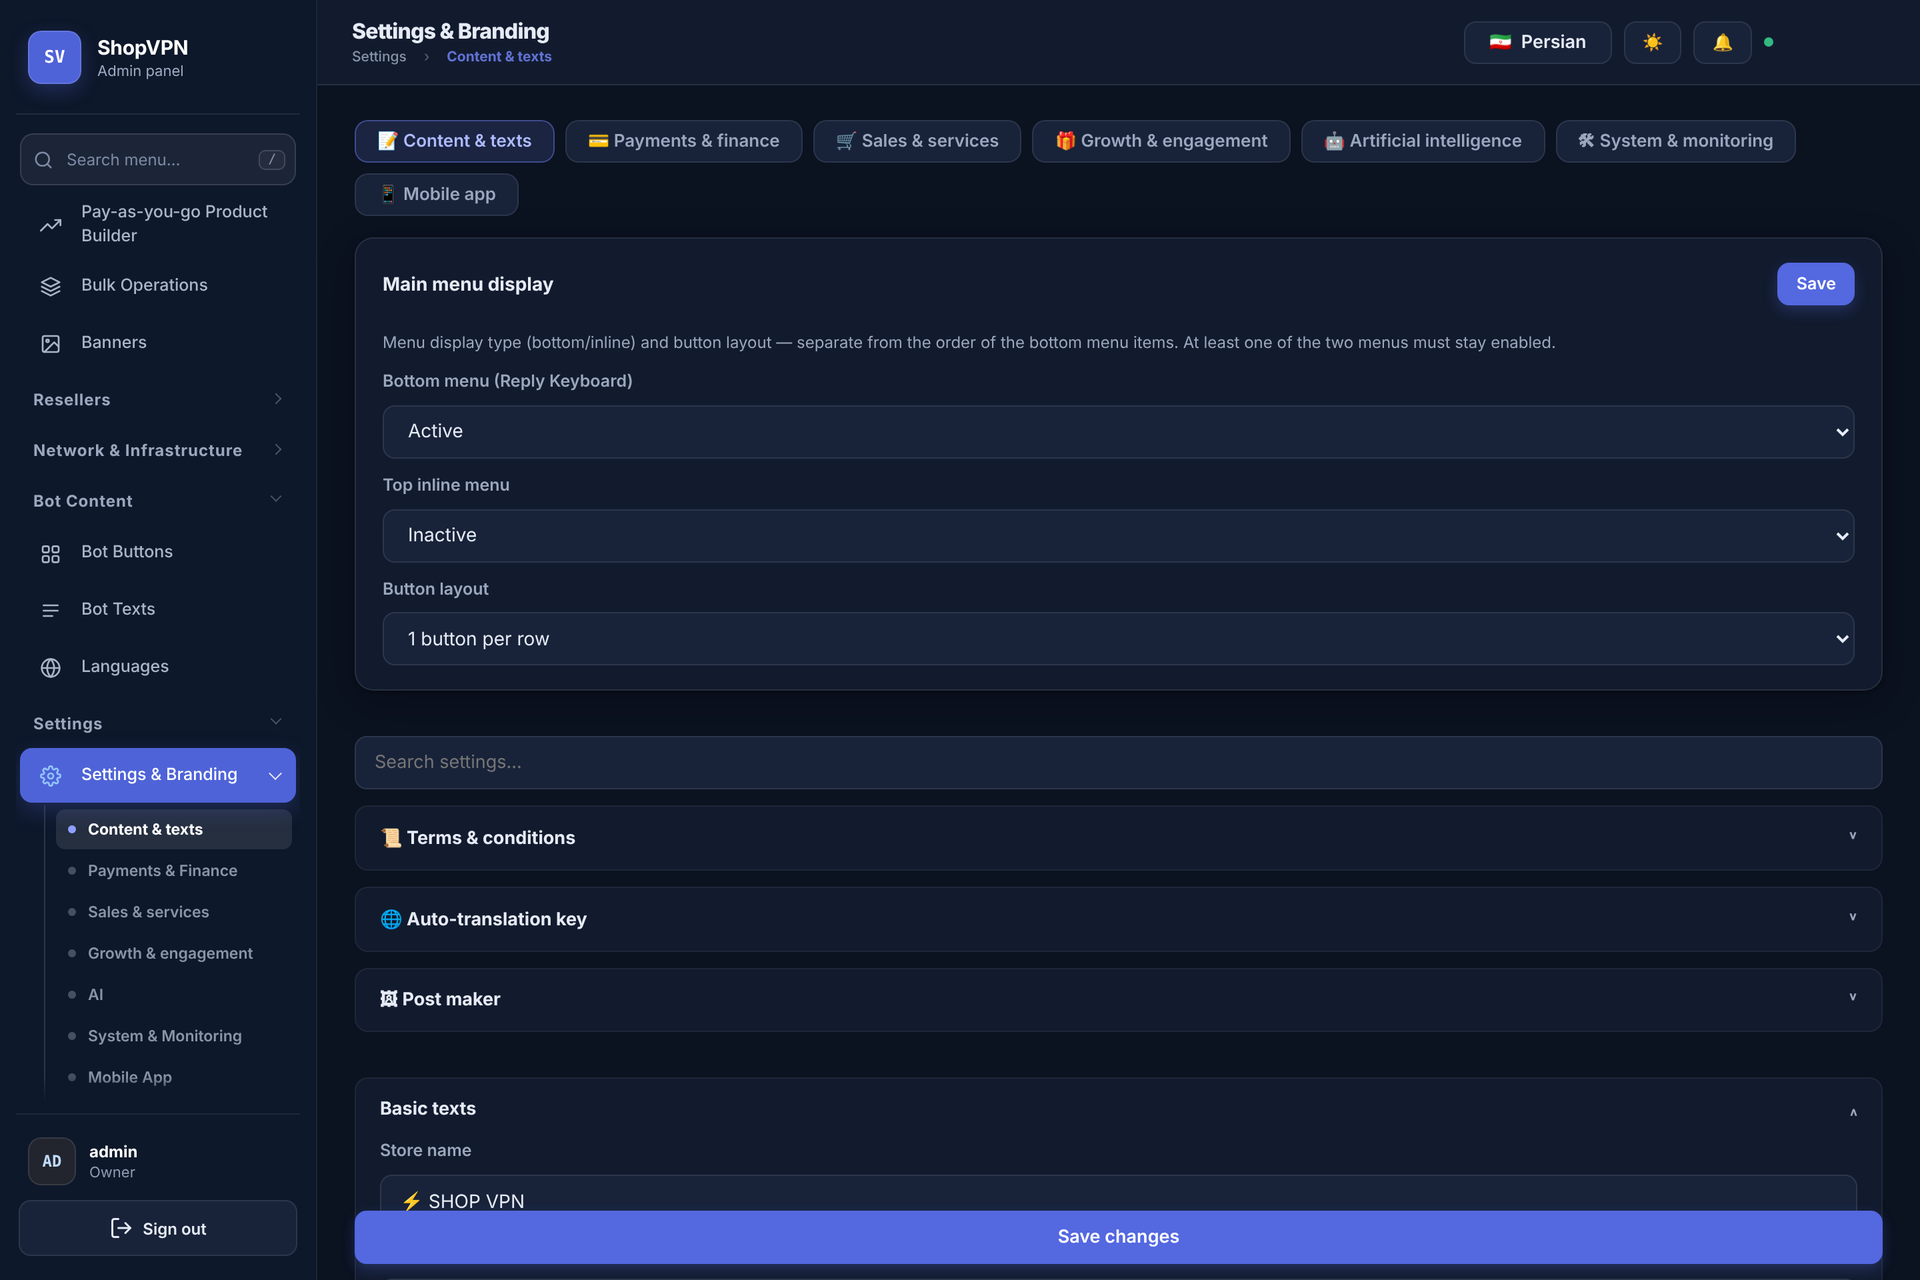 SV
ShopVPN
Admin panel
Search menu...
/
Pay-as-you-go Product
Builder
Bulk Operations
Banners
Resellers
Network & Infrastructure
Bot Content
Bot Buttons
Bot Texts
Languages
Settings
Settings & Branding
Content & texts
Payments & Finance
Sales & services
Growth & engagement
AI
System & Monitoring
Mobile App
AD
admin
Owner
Sign out
Settings & Branding
Settings › Content & texts
🇮🇷 Persian
☀️
🔔
📝 Content & texts
💳 Payments & finance
🛒 Sales & services
🎁 Growth & engagement
🤖 Artificial intelligence
🛠 System & monitoring
📱 Mobile app
Main menu display
Save
Menu display type (bottom/inline) and button layout — separate from the order of the bottom menu items. At least one of the two menus must stay enabled.
Bottom menu (Reply Keyboard)
Active
Top inline menu
Inactive
Button layout
1 button per row
Search settings...
📜 Terms & conditions
🌐 Auto-translation key
🖼 Post maker
Basic texts
Store name
⚡ SHOP VPN
Save changes